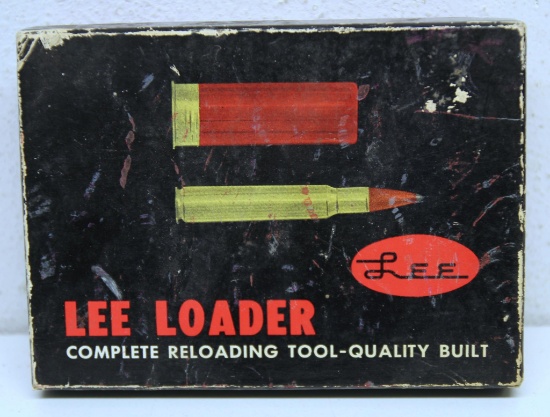 LEE
LEE LOADER
COMPLETE RELOADING TOOL-QUALITY BUILT